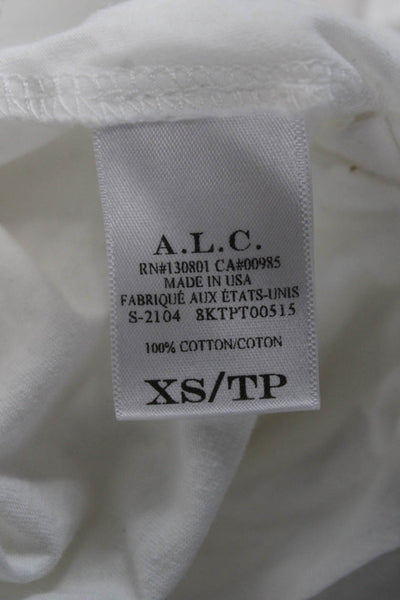 A.L.C.
RN#130801 CA#00985
MADE IN USA
FABRIQUÉ AUX ÉTATS-UNIS
S-2104 8KTPT00515
100% COTTON/COTON
XS/TP